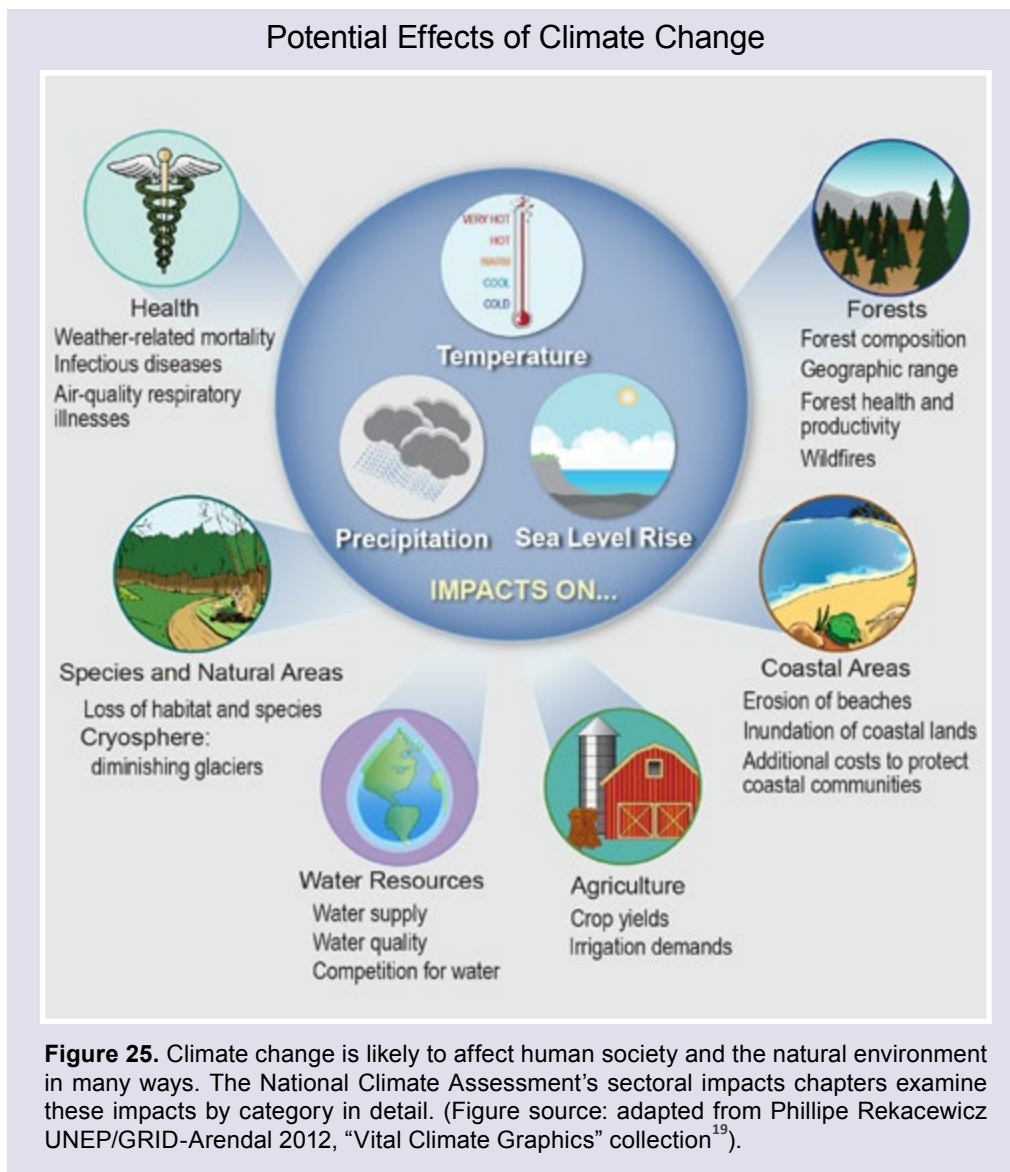 Potential Effects of Climate Change
VERY HOT
HOT
WARM
COOL
COLD
Temperature
Precipitation
Sea Level Rise
IMPACTS ON...
Health
Weather-related mortality
Infectious diseases
Air-quality respiratory
illnesses
Forests
Forest composition
Geographic range
Forest health and
productivity
Wildfires
Species and Natural Areas
Loss of habitat and species
Cryosphere:
diminishing glaciers
Coastal Areas
Erosion of beaches
Inundation of coastal lands
Additional costs to protect
coastal communities
Water Resources
Water supply
Water quality
Competition for water
Agriculture
Crop yields
Irrigation demands
Figure 25. Climate change is likely to affect human society and the natural environment
in many ways. The National Climate Assessment’s sectoral impacts chapters examine
these impacts by category in detail. (Figure source: adapted from Phillipe Rekacewicz
UNEP/GRID-Arendal 2012, “Vital Climate Graphics” collection19).